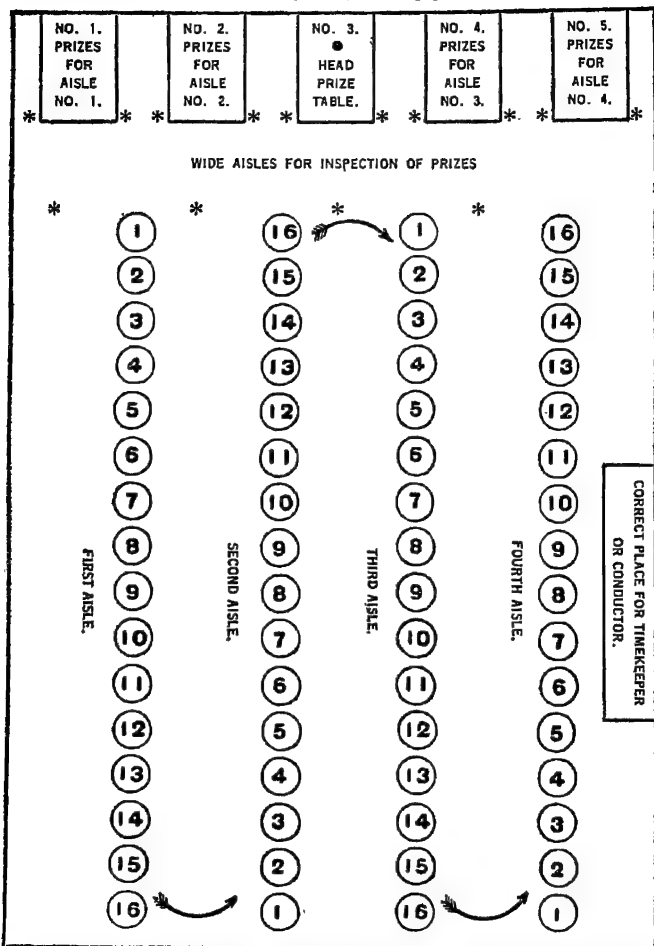 NO. 1.
PRIZES
FOR
AISLE
NO. 1.
NO. 2.
PRIZES
FOR
AISLE
NO. 2.
NO. 3.
HEAD
PRIZE
TABLE.
NO. 4.
PRIZES
FOR
AISLE
NO. 3.
NO. 5.
PRIZES
FOR
AISLE
NO. 4.
* * * * * * * * * *
WIDE AISLES FOR INSPECTION OF PRIZES
* * * *
FIRST AISLE.
1
2
3
4
5
6
7
8
9
10
11
12
13
14
15
16
SECOND AISLE.
16
15
14
13
12
11
10
9
8
7
6
5
4
3
2
1
THIRD AISLE.
1
2
3
4
5
5
7
8
9
10
11
12
13
14
15
16
FOURTH AISLE.
16
15
14
13
12
11
10
9
8
7
6
5
4
3
2
1
CORRECT PLACE FOR TIMEKEEPER
OR CONDUCTOR.